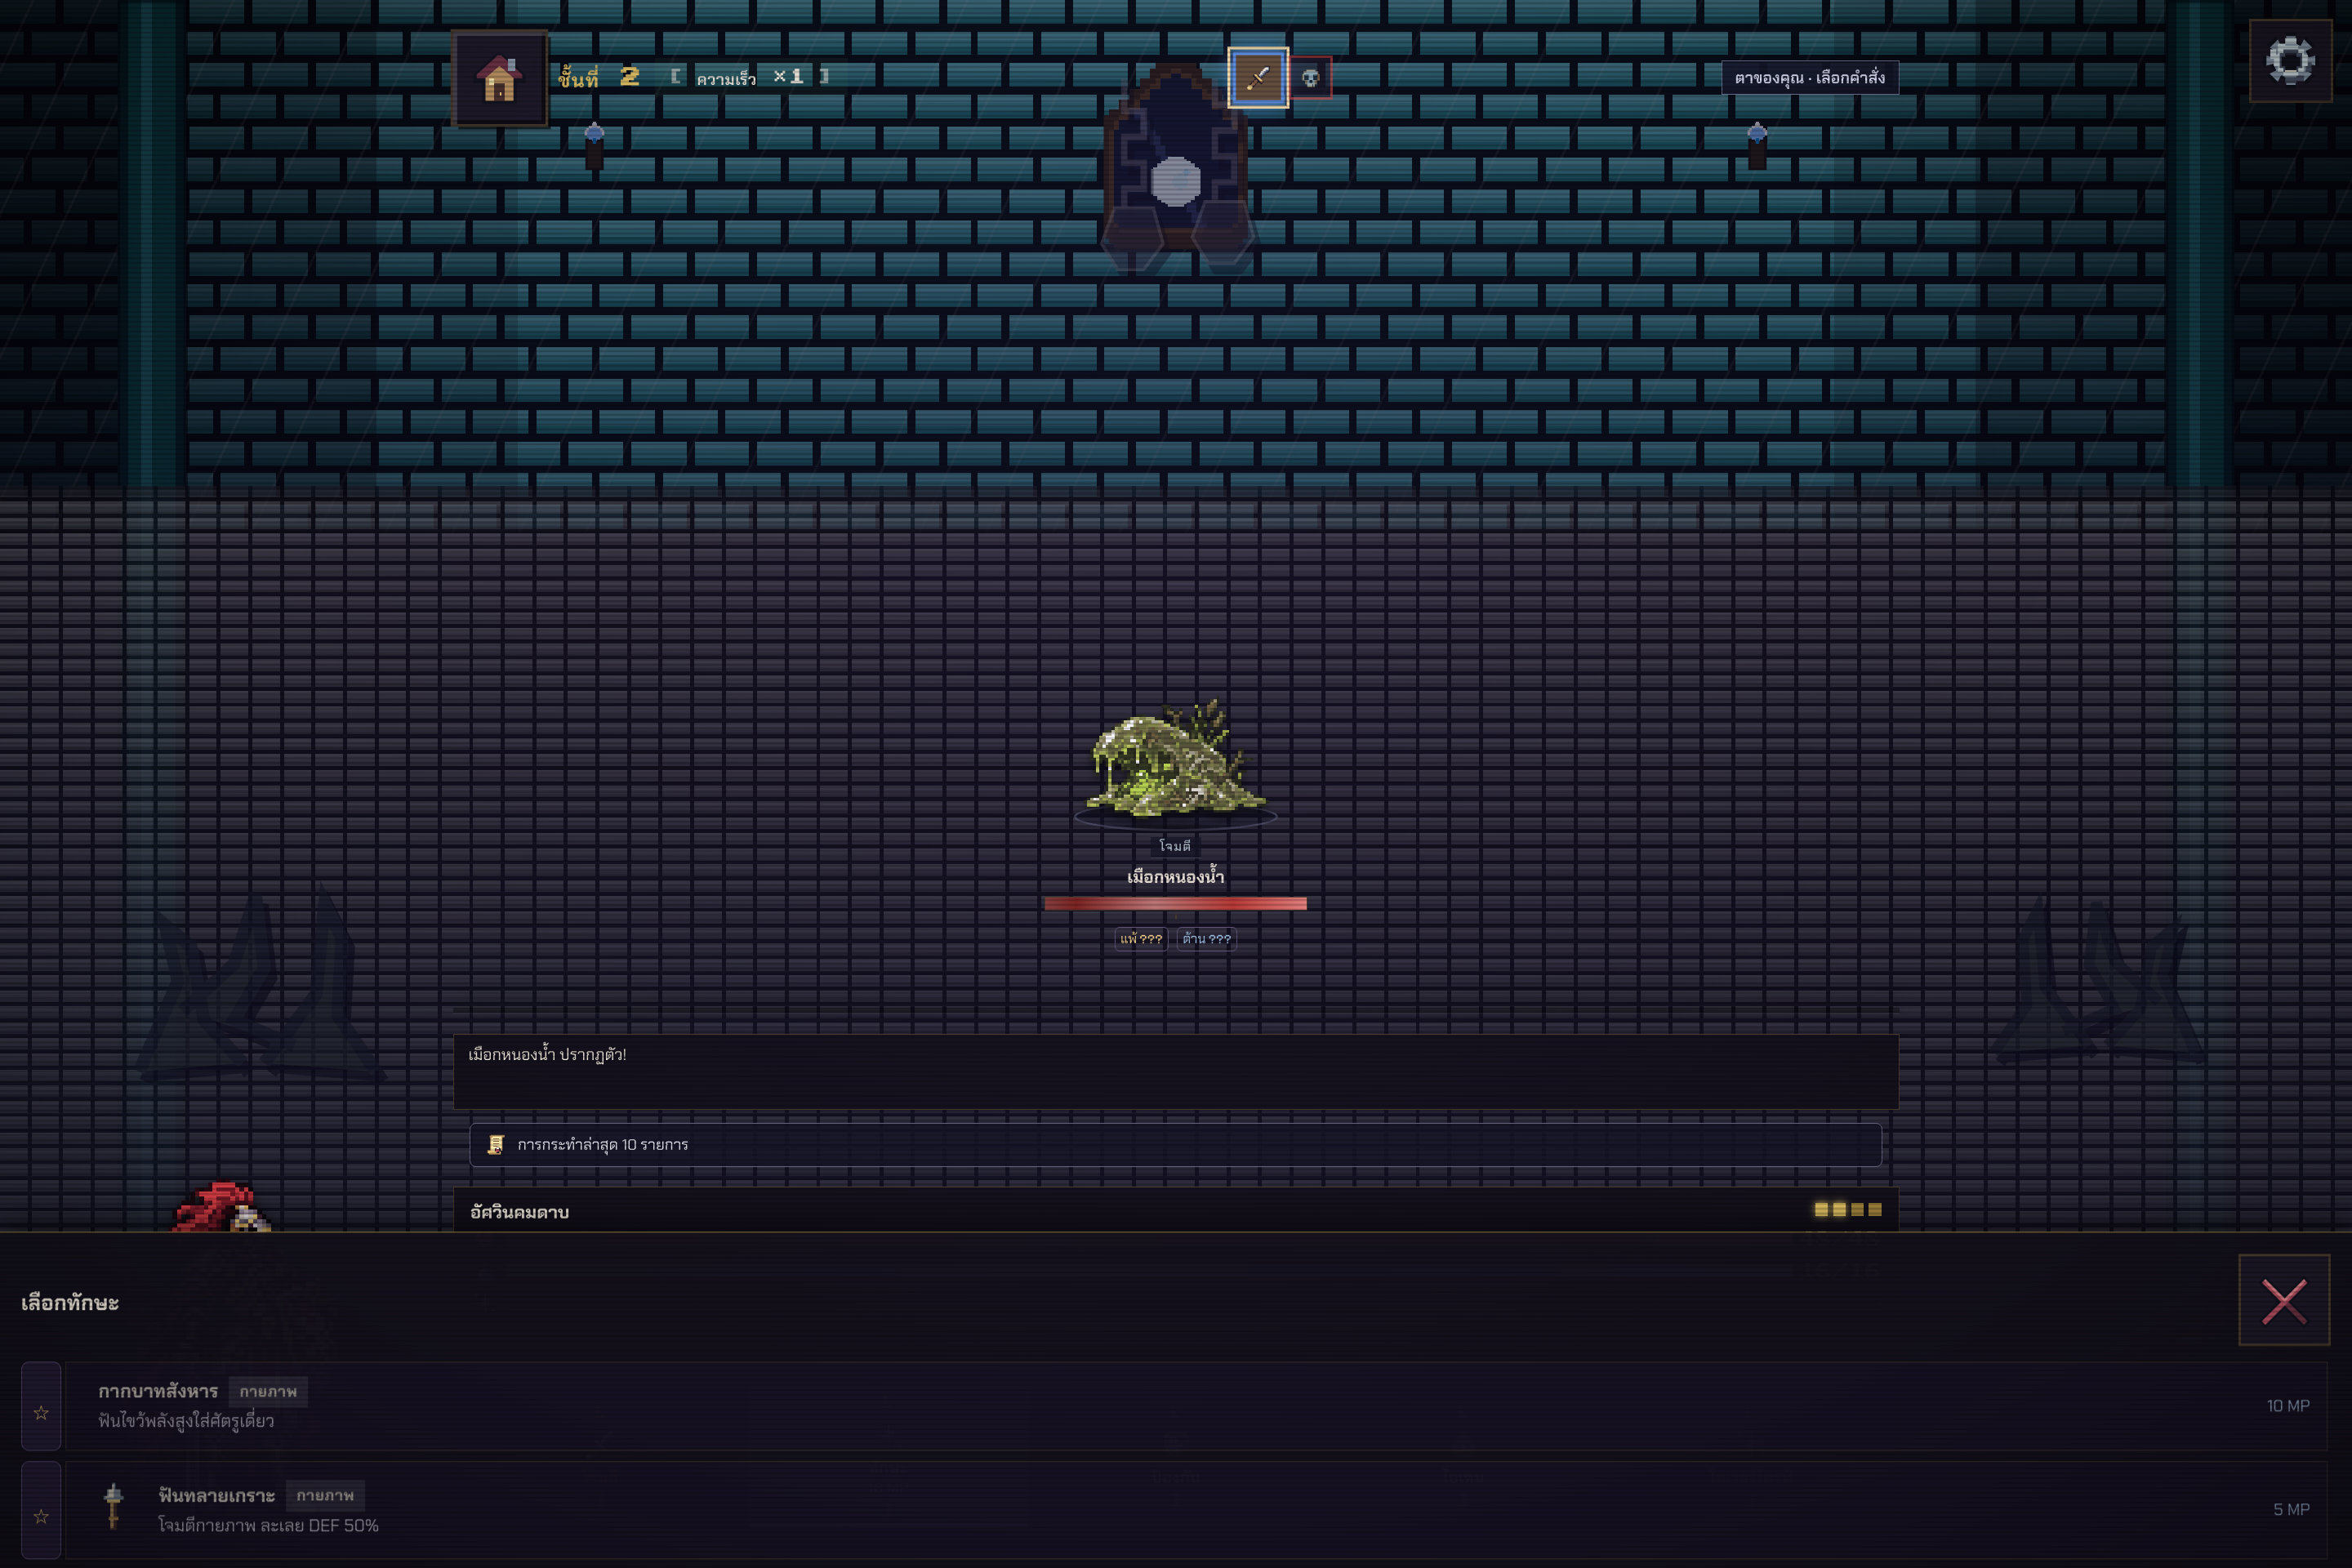 ชั้นที่ 2 [ ความเร็ว ×1 ]
ตาของคุณ · เลือกคำสั่ง
โจมตี
เมือกหนองน้ำ
แพ้ ??? ต้าน ???
เมือกหนองน้ำ ปรากฏตัว!
การกระทำล่าสุด 10 รายการ
อัศวินคมดาบ
เลือกทักษะ
กากบาทสังหาร กายภาพ
ฟันไขว้พลังสูงใส่ศัตรูเดี่ยว
10 MP
ฟันทลายเกราะ กายภาพ
โจมตีกายภาพ ละเลย DEF 50%
5 MP